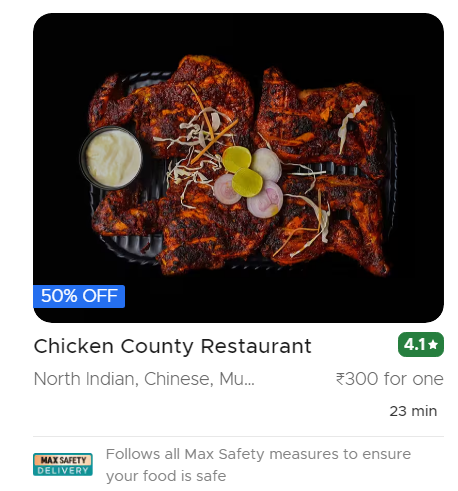 50% OFF
Chicken County Restaurant 4.1★
North Indian, Chinese, Mu... ₹300 for one
23 min
MAX SAFETY
DELIVERY
Follows all Max Safety measures to ensure
your food is safe